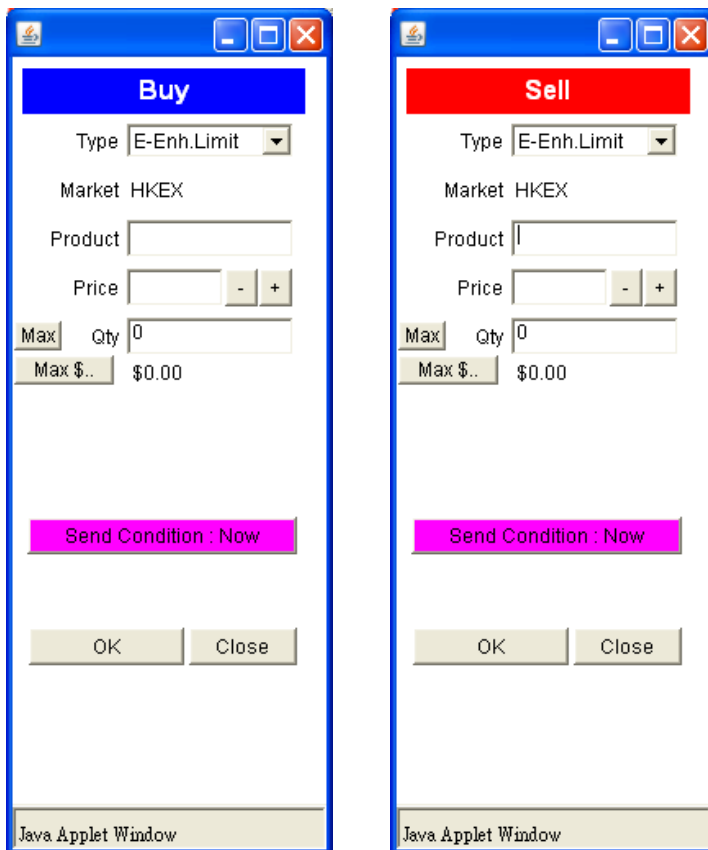 Buy
Type E-Enh.Limit
Market HKEX
Product
Price - +
Max Qty 0
Max $.. $0.00
Send Condition : Now
OK Close
Java Applet Window
Sell
Type E-Enh.Limit
Market HKEX
Product
Price - +
Max Qty 0
Max $.. $0.00
Send Condition : Now
OK Close
Java Applet Window